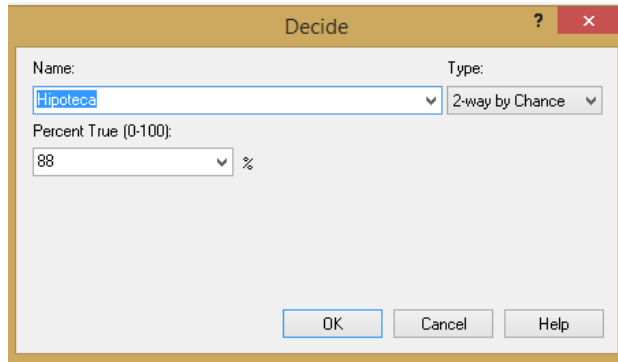 Decide ? ×
Name: Type:
Hipoteca 2-way by Chance
Percent True (0-100):
88 %
OK Cancel Help